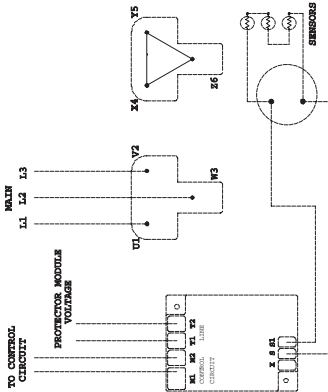 TO CONTROL
CIRCUIT
PROTECTOR MODULE
VOLTAGE
MAIN
L1 L2 L3
U1 V2
W3
X4 Y5
Z6
SENSORS
M1 M2 T1 T2
CONTROL
CIRCUIT
LINE
X S S1